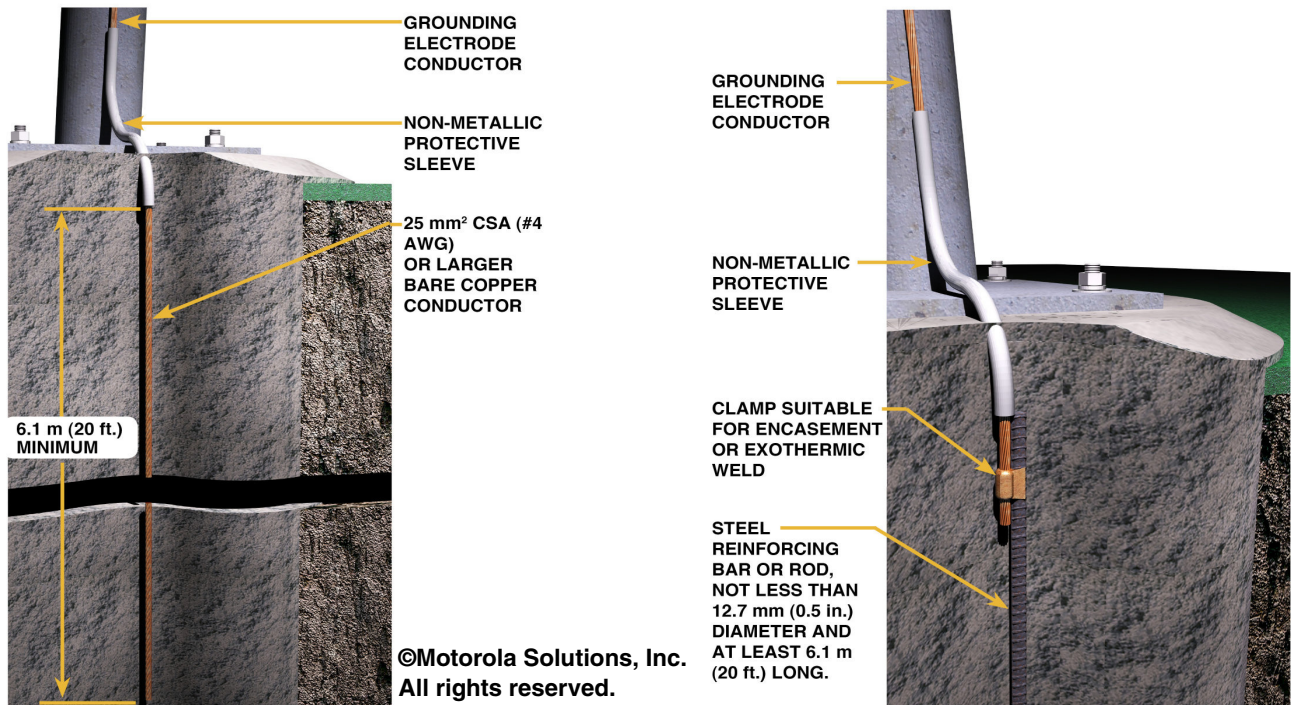 GROUNDING
ELECTRODE
CONDUCTOR
NON-METALLIC
PROTECTIVE
SLEEVE
25 mm² CSA (#4
AWG)
OR LARGER
BARE COPPER
CONDUCTOR
6.1 m (20 ft.)
MINIMUM
©Motorola Solutions, Inc.
All rights reserved.
GROUNDING
ELECTRODE
CONDUCTOR
NON-METALLIC
PROTECTIVE
SLEEVE
CLAMP SUITABLE
FOR ENCASEMENT
OR EXOTHERMIC
WELD
STEEL
REINFORCING
BAR OR ROD,
NOT LESS THAN
12.7 mm (0.5 in.)
DIAMETER AND
AT LEAST 6.1 m
(20 ft.) LONG.